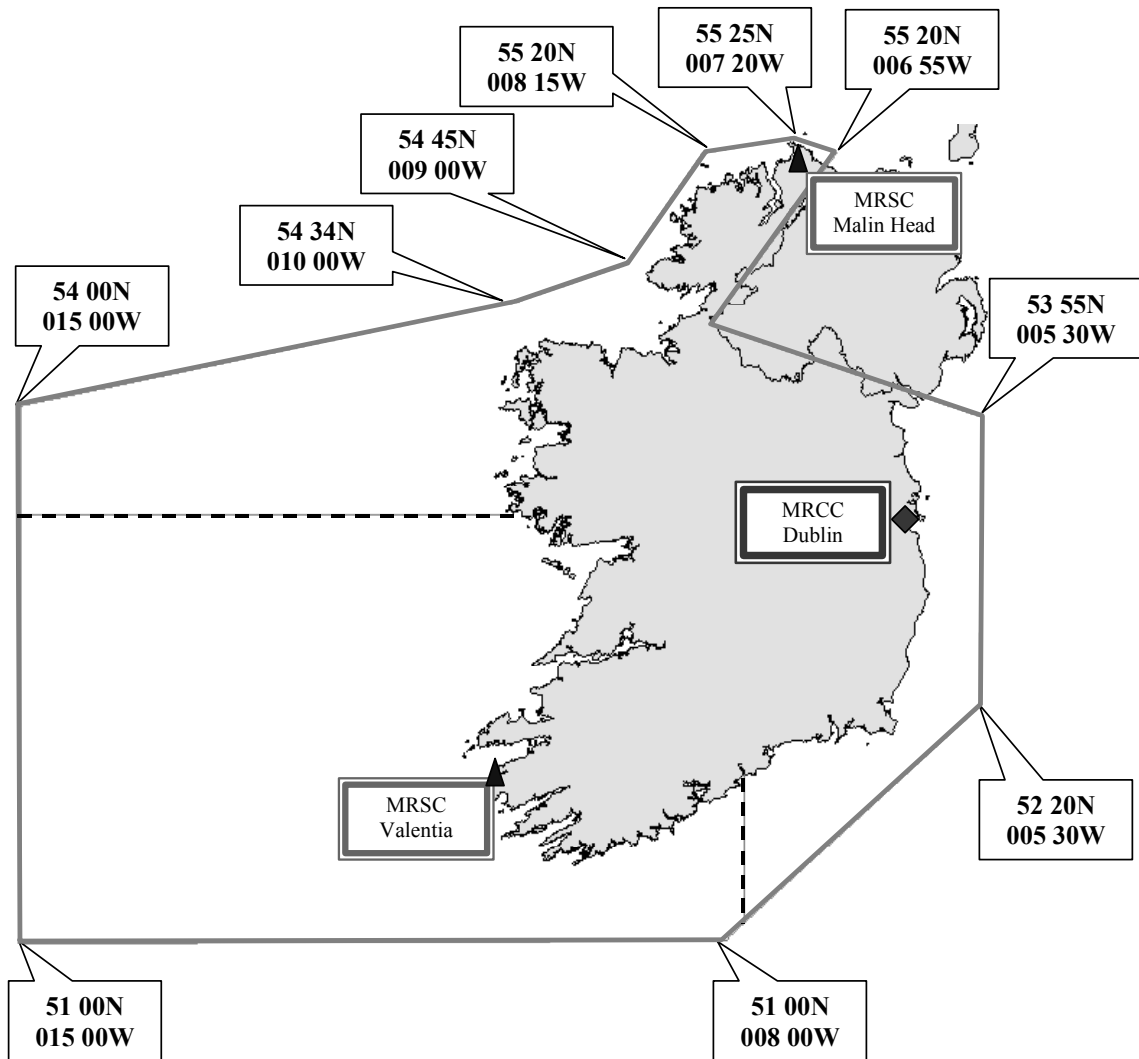 55 20N
008 15W
55 25N
007 20W
55 20N
006 55W
54 45N
009 00W
MRSC
Malin Head
54 34N
010 00W
54 00N
015 00W
53 55N
005 30W
MRCC
Dublin
MRSC
Valentia
52 20N
005 30W
51 00N
015 00W
51 00N
008 00W